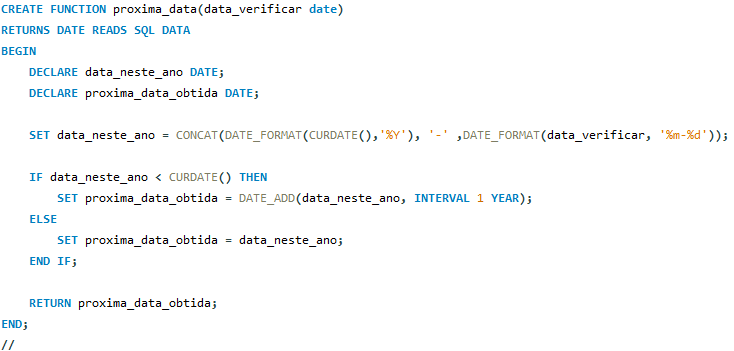 CREATE FUNCTION proxima_data(data_verificar date)
RETURNS DATE READS SQL DATA
BEGIN
    DECLARE data_neste_ano DATE;
    DECLARE proxima_data_obtida DATE;

    SET data_neste_ano = CONCAT(DATE_FORMAT(CURDATE(),'%Y'), '-' ,DATE_FORMAT(data_verificar, '%m-%d'));

    IF data_neste_ano < CURDATE() THEN
        SET proxima_data_obtida = DATE_ADD(data_neste_ano, INTERVAL 1 YEAR);
    ELSE
        SET proxima_data_obtida = data_neste_ano;
    END IF;

    RETURN proxima_data_obtida;
END;
//